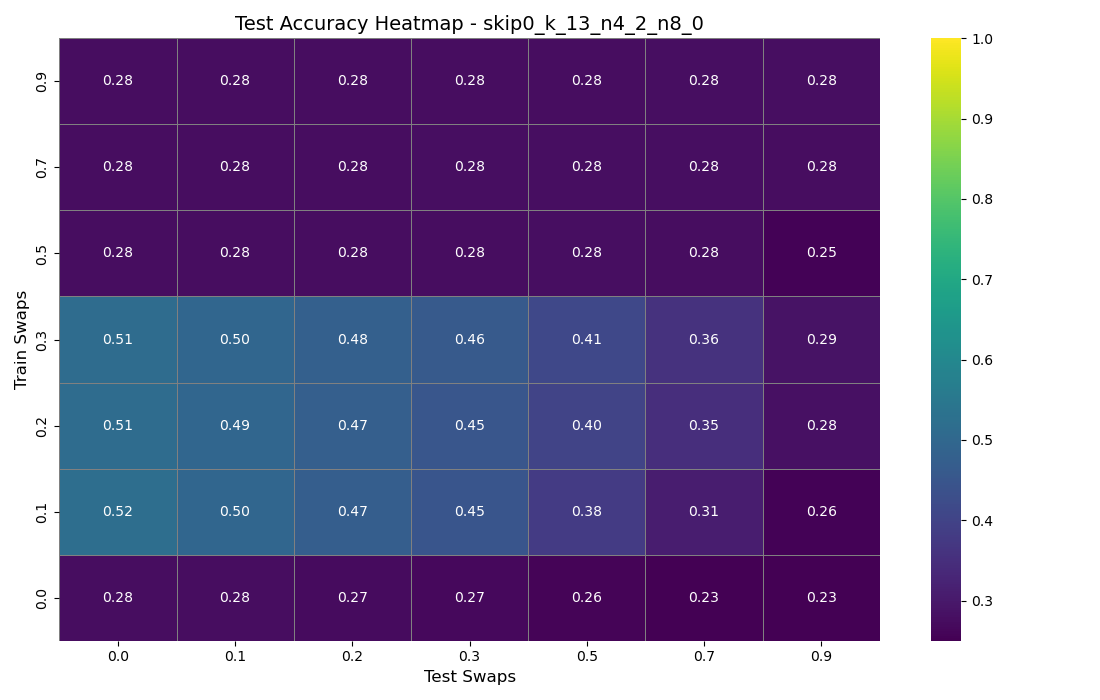 Test Accuracy Heatmap - skip0_k_13_n4_2_n8_0
Train Swaps
0.9 0.28 0.28 0.28 0.28 0.28 0.28 0.28
0.7 0.28 0.28 0.28 0.28 0.28 0.28 0.28
0.5 0.28 0.28 0.28 0.28 0.28 0.28 0.25
0.3 0.51 0.50 0.48 0.46 0.41 0.36 0.29
0.2 0.51 0.49 0.47 0.45 0.40 0.35 0.28
0.1 0.52 0.50 0.47 0.45 0.38 0.31 0.26
0.0 0.28 0.28 0.27 0.27 0.26 0.23 0.23
0.0 0.1 0.2 0.3 0.5 0.7 0.9
Test Swaps
1.0
0.9
0.8
0.7
0.6
0.5
0.4
0.3